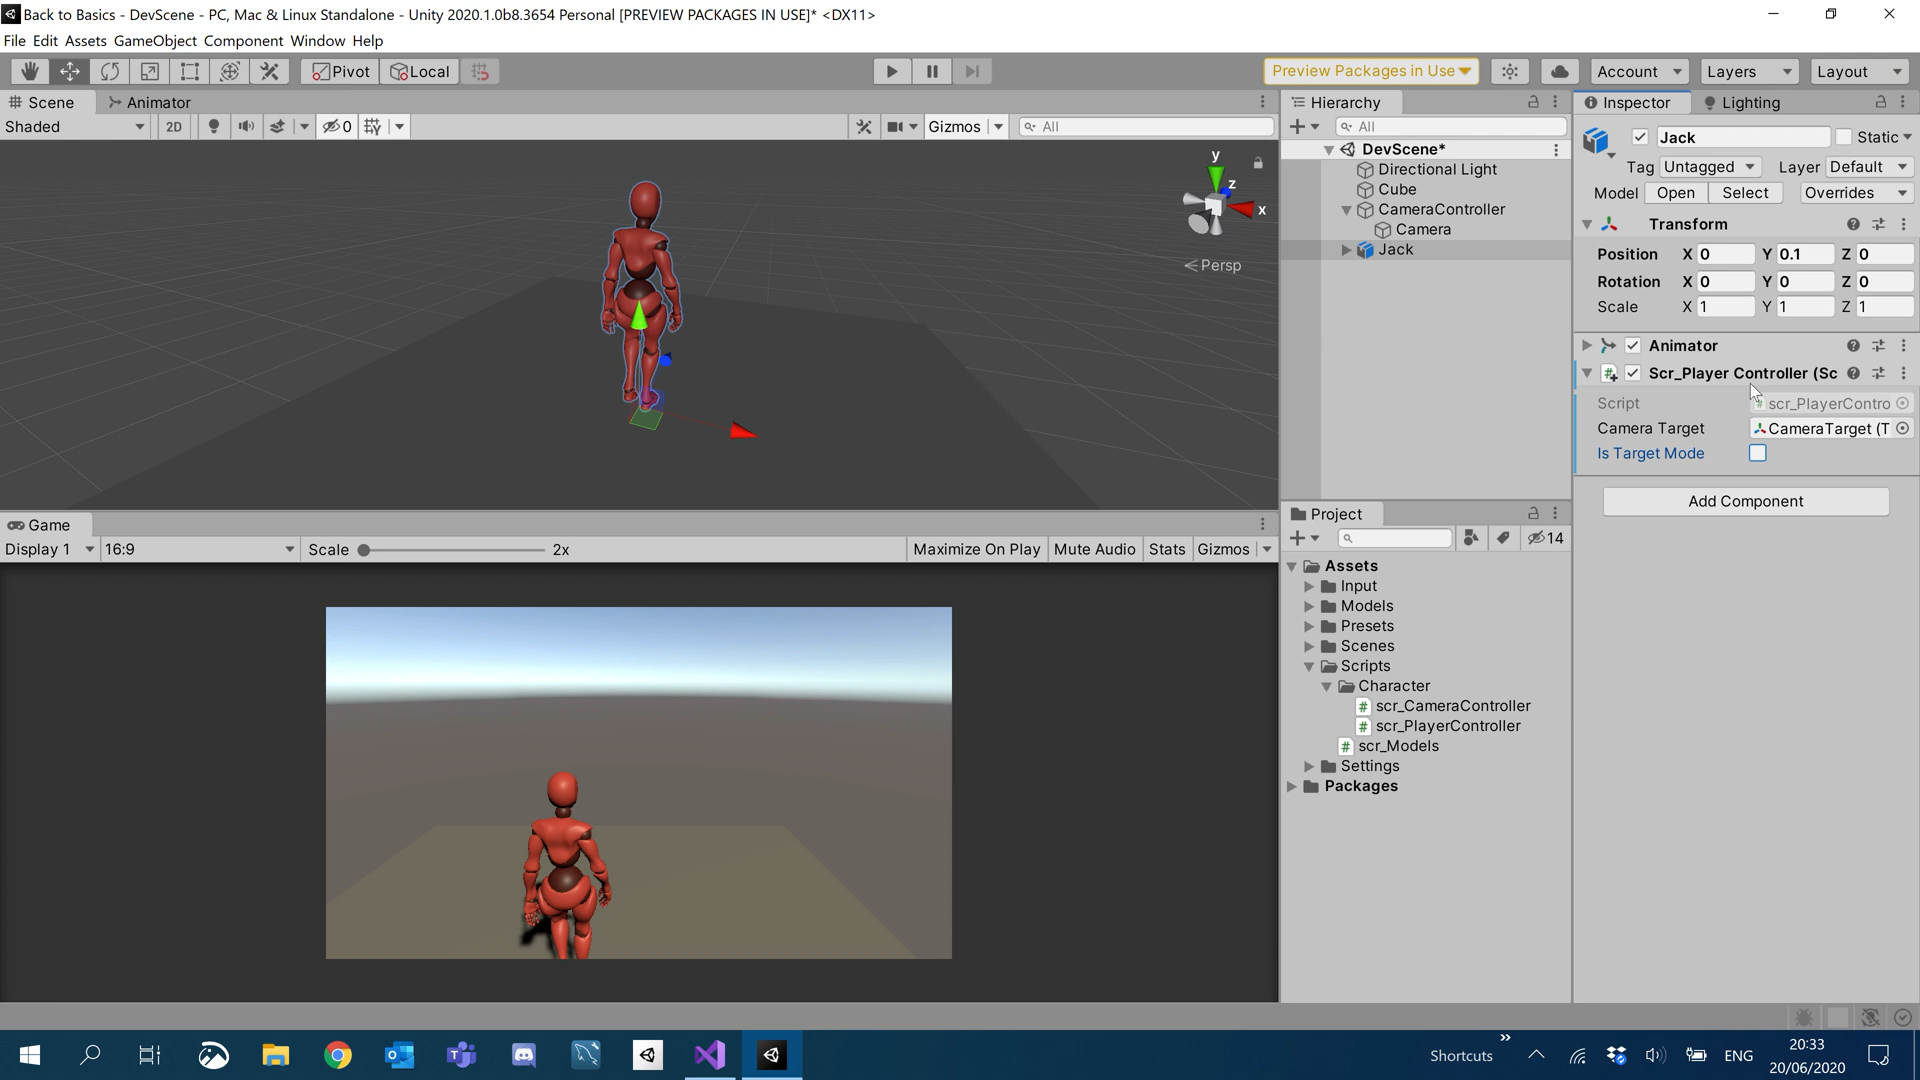 Back to Basics - DevScene - PC, Mac & Linux Standalone - Unity 2020.1.0b8.3654 Personal [PREVIEW PACKAGES IN USE]* <DX11>
File Edit Assets GameObject Component Window Help
Pivot Local Preview Packages in Use Account Layers Layout
Scene Animator
Shaded 2D 0 Gizmos All
y
z
x
Persp
Hierarchy
All
DevScene*
Directional Light
Cube
CameraController
Camera
Jack
Inspector Lighting
Jack Static
Tag Untagged Layer Default
Model Open Select Overrides
Transform
Position X 0 Y 0.1 Z 0
Rotation X 0 Y 0 Z 0
Scale X 1 Y 1 Z 1
Animator
Scr_Player Controller (Sc
Script scr_PlayerContro
Camera Target CameraTarget (T
Is Target Mode
Add Component
Game
Display 1 16:9 Scale 2x Maximize On Play Mute Audio Stats Gizmos
Project
14
Assets
Input
Models
Presets
Scenes
Scripts
Character
scr_CameraController
scr_PlayerController
scr_Models
Settings
Packages
Shortcuts ENG
20:33
20/06/2020